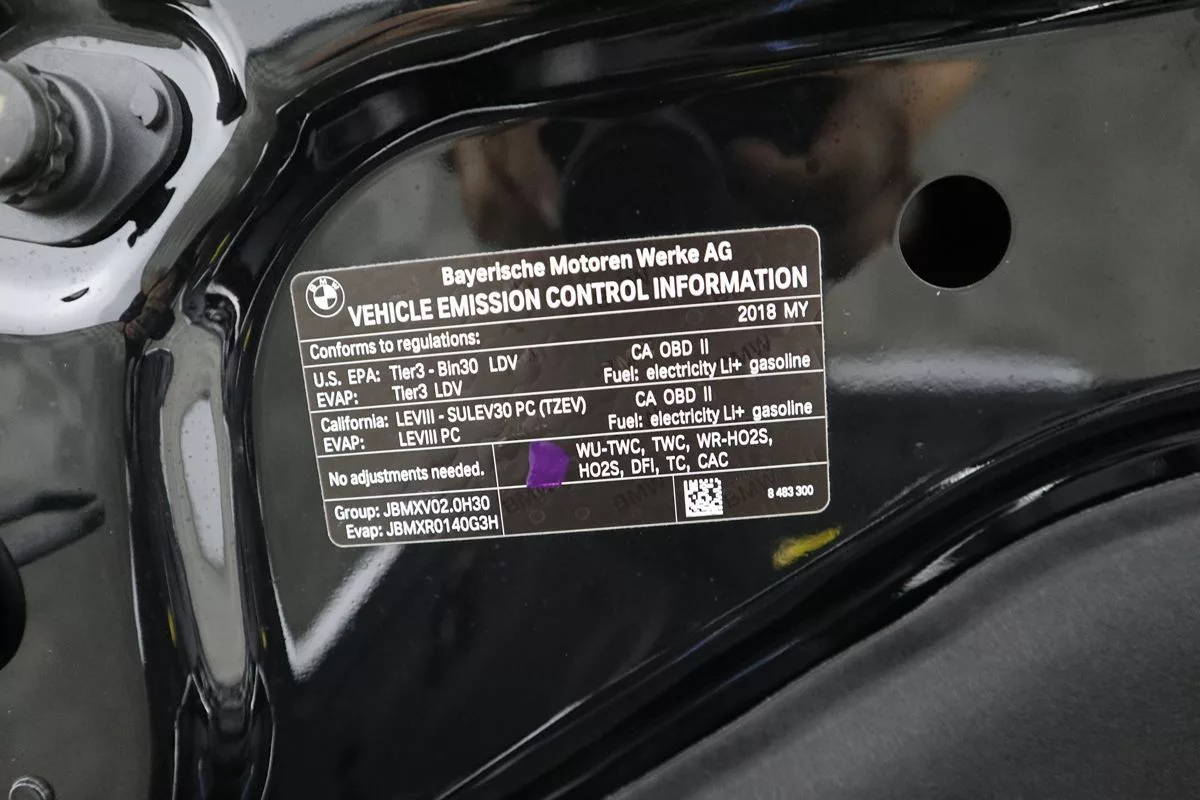 Bayerische Motoren Werke AG
BMW
VEHICLE EMISSION CONTROL INFORMATION
2018 MY
Conforms to regulations:
U.S. EPA: Tier3 - Bin30 LDV CA OBD II
EVAP: Tier3 LDV Fuel: electricity Li+ gasoline
California: LEVIII - SULEV30 PC (TZEV) CA OBD II
EVAP: LEVIII PC Fuel: electricity Li+ gasoline
No adjustments needed. WU-TWC, TWC, WR-HO2S,
HO2S, DFI, TC, CAC
Group: JBMXV02.0H30
Evap: JBMXR0140G3H
8 483 300